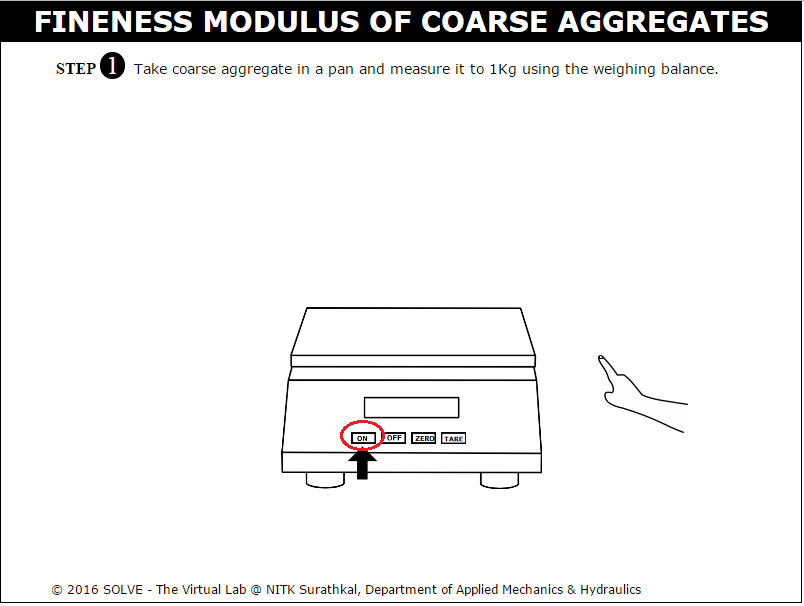 FINENESS MODULUS OF COARSE AGGREGATES
STEP 1 Take coarse aggregate in a pan and measure it to 1Kg using the weighing balance.
ON OFF ZERO TARE
© 2016 SOLVE - The Virtual Lab @ NITK Surathkal, Department of Applied Mechanics & Hydraulics